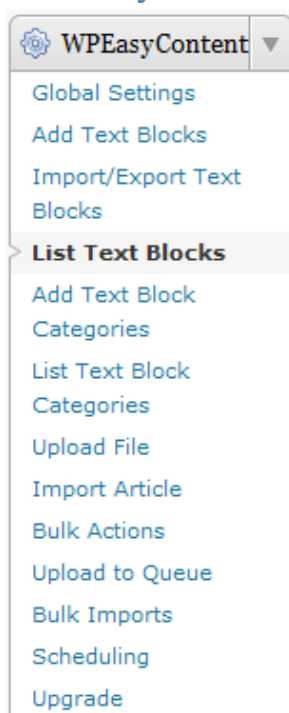 WPEasyContent
Global Settings
Add Text Blocks
Import/Export Text
Blocks
List Text Blocks
Add Text Block
Categories
List Text Block
Categories
Upload File
Import Article
Bulk Actions
Upload to Queue
Bulk Imports
Scheduling
Upgrade